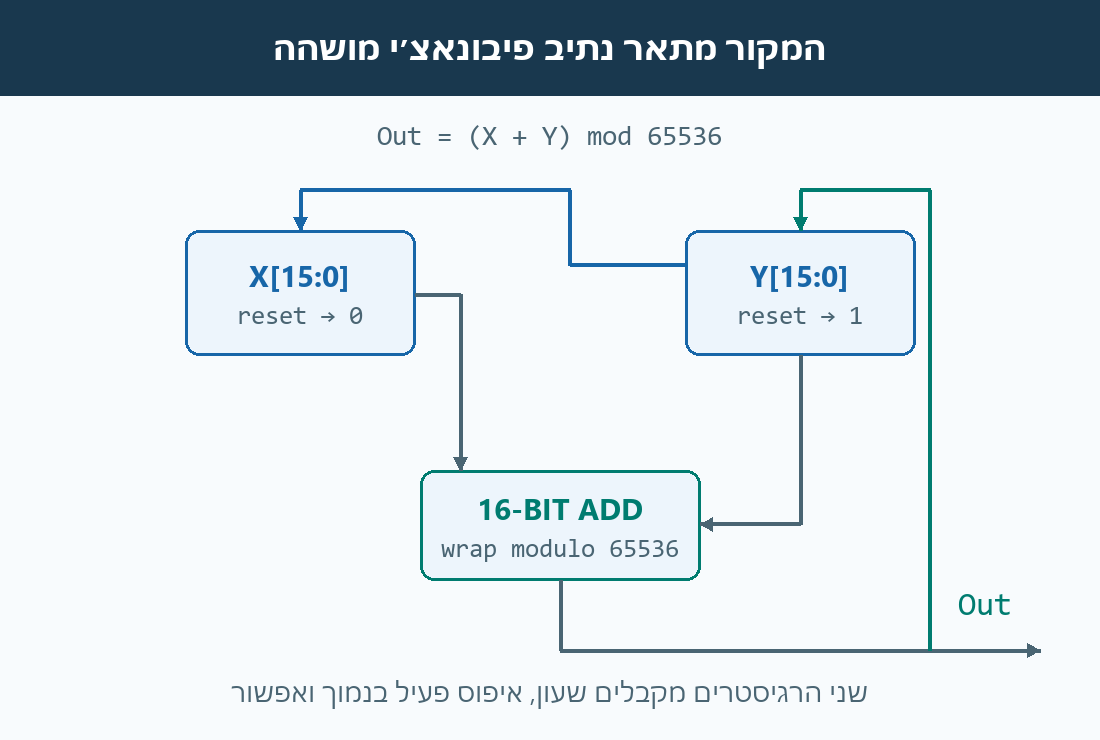 המקור מתאר נתיב פיבונאצ׳י מושהה
Out = (X + Y) mod 65536
X[15:0]
reset → 0
Y[15:0]
reset → 1
16-BIT ADD
wrap modulo 65536
Out
שני הרגיסטרים מקבלים שעון, איפוס פעיל בנמוך ואפשור